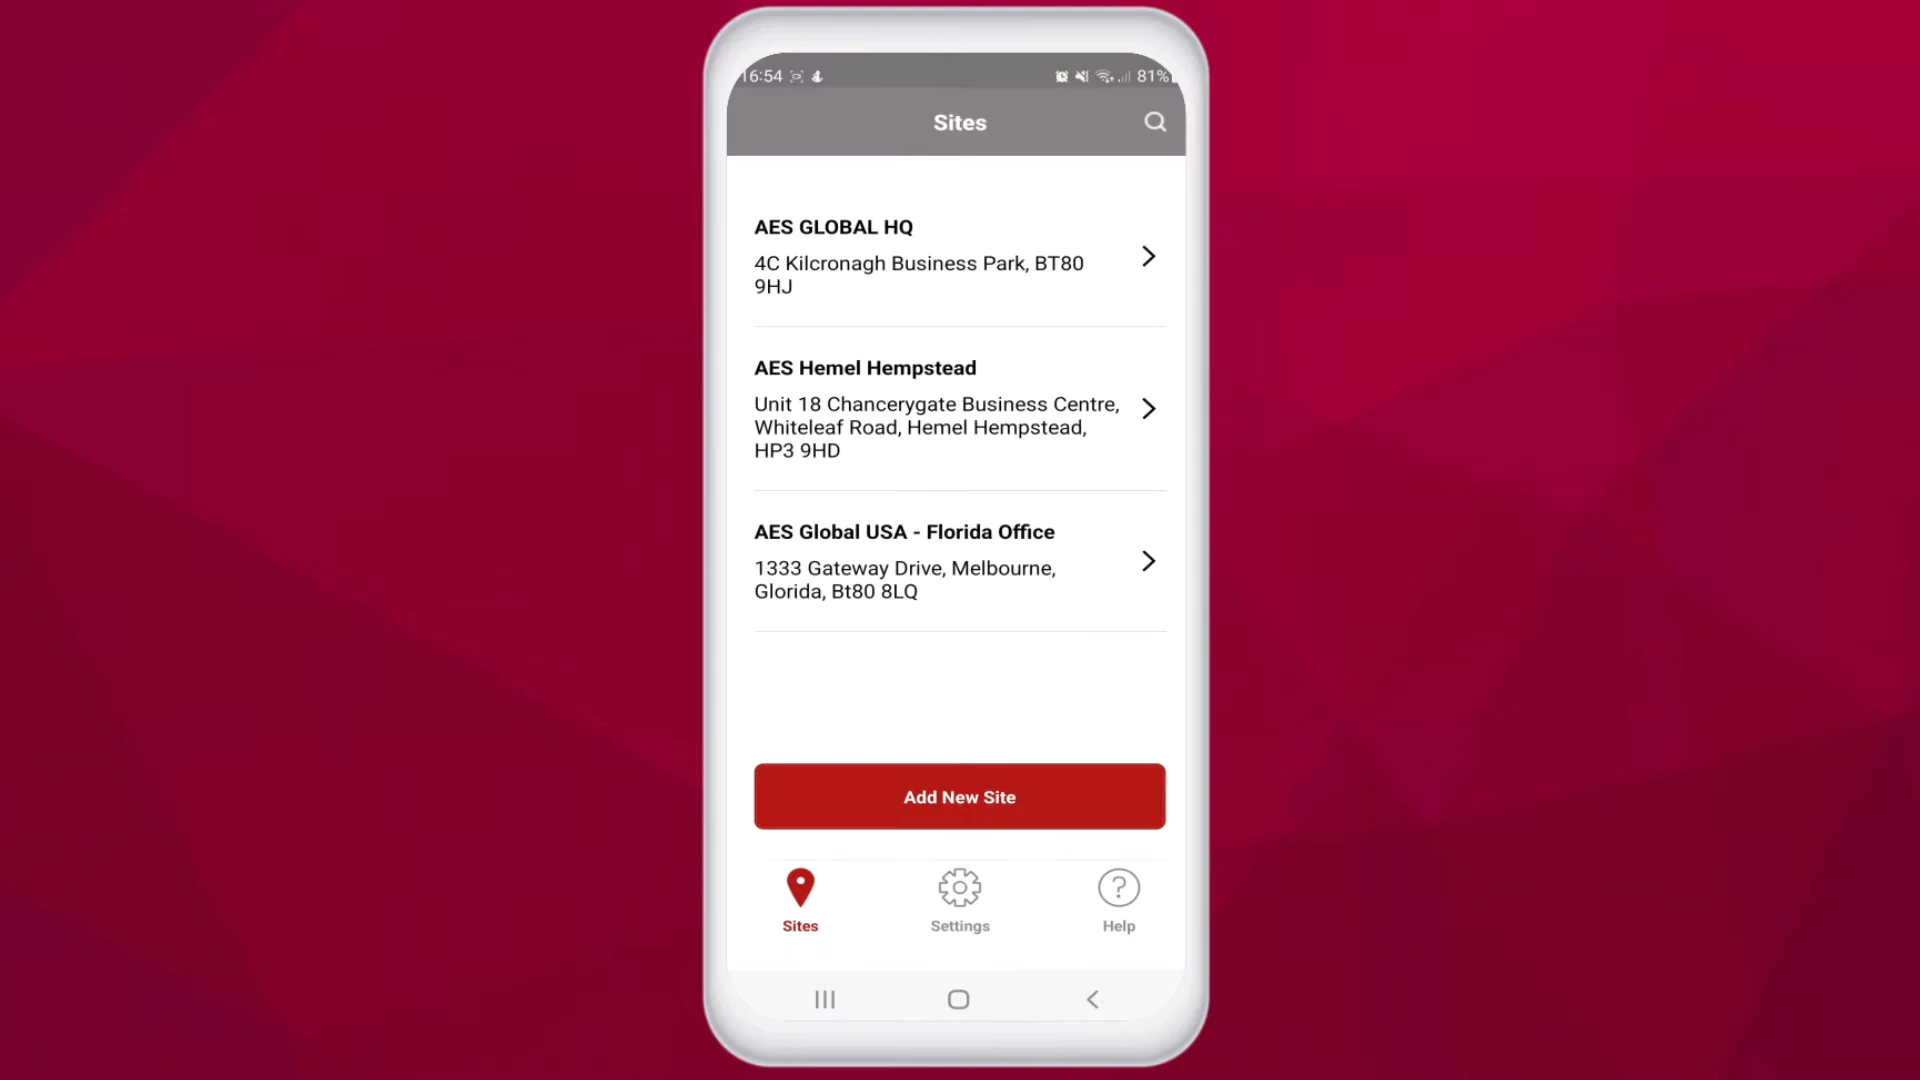 16:54
81%
Sites
AES GLOBAL HQ
4C Kilcronagh Business Park, BT80
9HJ
AES Hemel Hempstead
Unit 18 Chancerygate Business Centre,
Whiteleaf Road, Hemel Hempstead,
HP3 9HD
AES Global USA - Florida Office
1333 Gateway Drive, Melbourne,
Glorida, Bt80 8LQ
Add New Site
Sites
Settings
Help